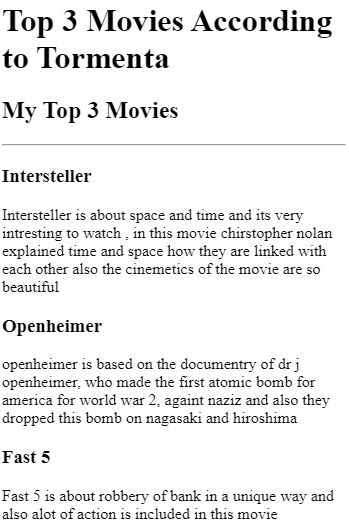 Top 3 Movies According
to Tormenta
My Top 3 Movies
Intersteller
Intersteller is about space and time and its very
intresting to watch , in this movie chirstopher nolan
explained time and space how they are linked with
each other also the cinemetics of the movie are so
beautiful
Openheimer
openheimer is based on the documentry of dr j
openheimer, who made the first atomic bomb for
america for world war 2, againt naziz and also they
dropped this bomb on nagasaki and hiroshima
Fast 5
Fast 5 is about robbery of bank in a unique way and
also alot of action is included in this movie